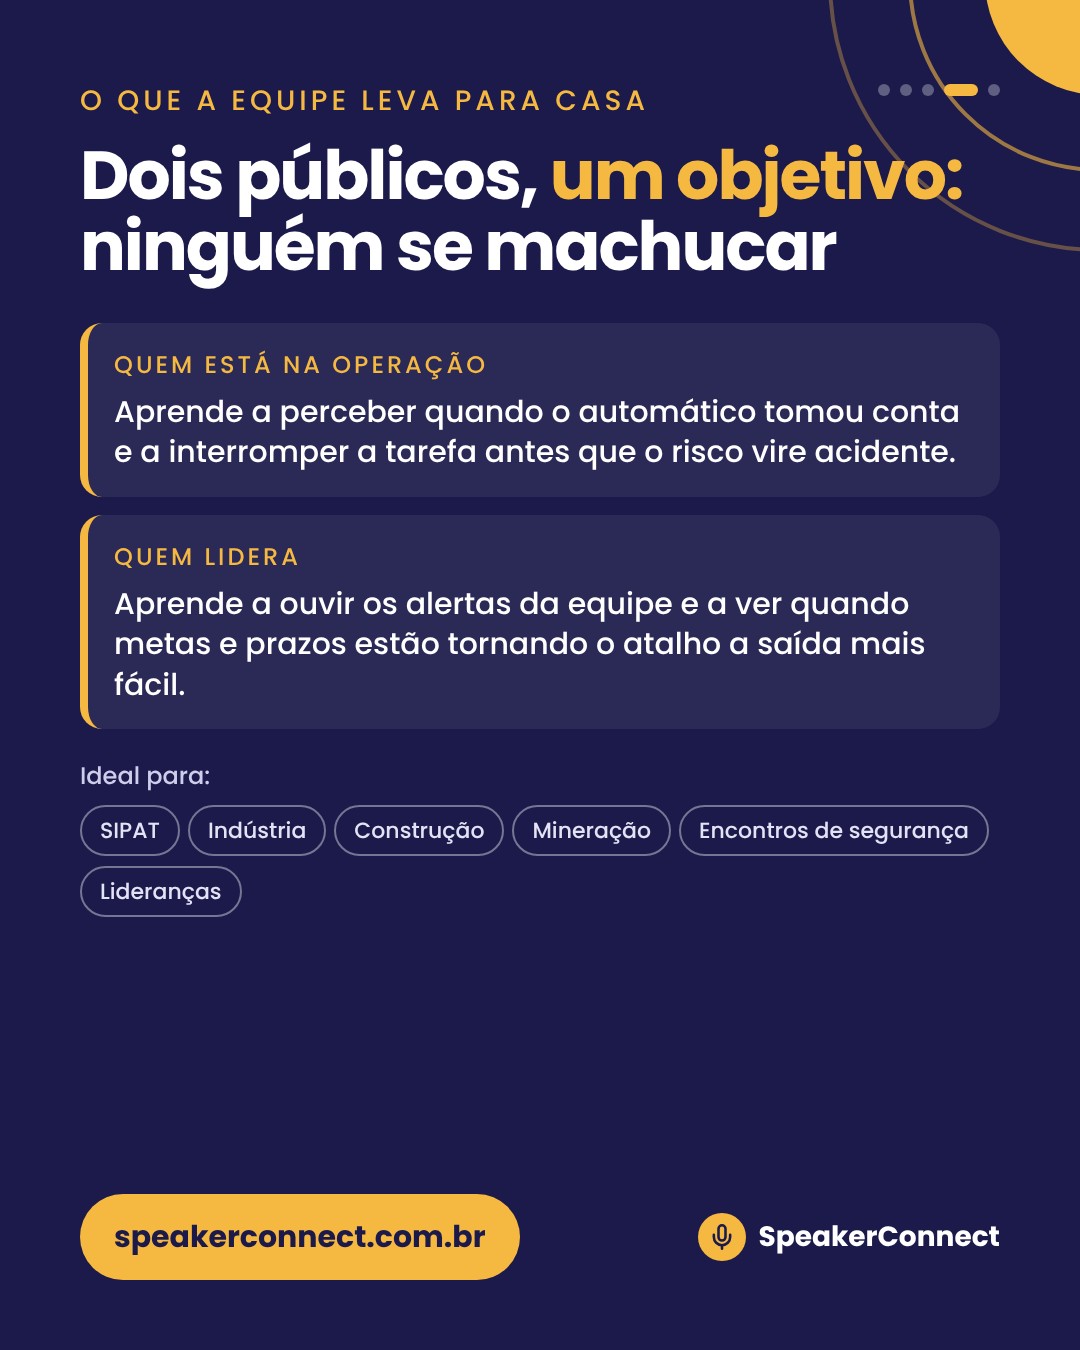 O QUE A EQUIPE LEVA PARA CASA
Dois públicos, um objetivo:
ninguém se machucar
QUEM ESTÁ NA OPERAÇÃO
Aprende a perceber quando o automático tomou conta
e a interromper a tarefa antes que o risco vire acidente.
QUEM LIDERA
Aprende a ouvir os alertas da equipe e a ver quando
metas e prazos estão tornando o atalho a saída mais
fácil.
Ideal para:
SIPAT Indústria Construção Mineração Encontros de segurança
Lideranças
speakerconnect.com.br SpeakerConnect